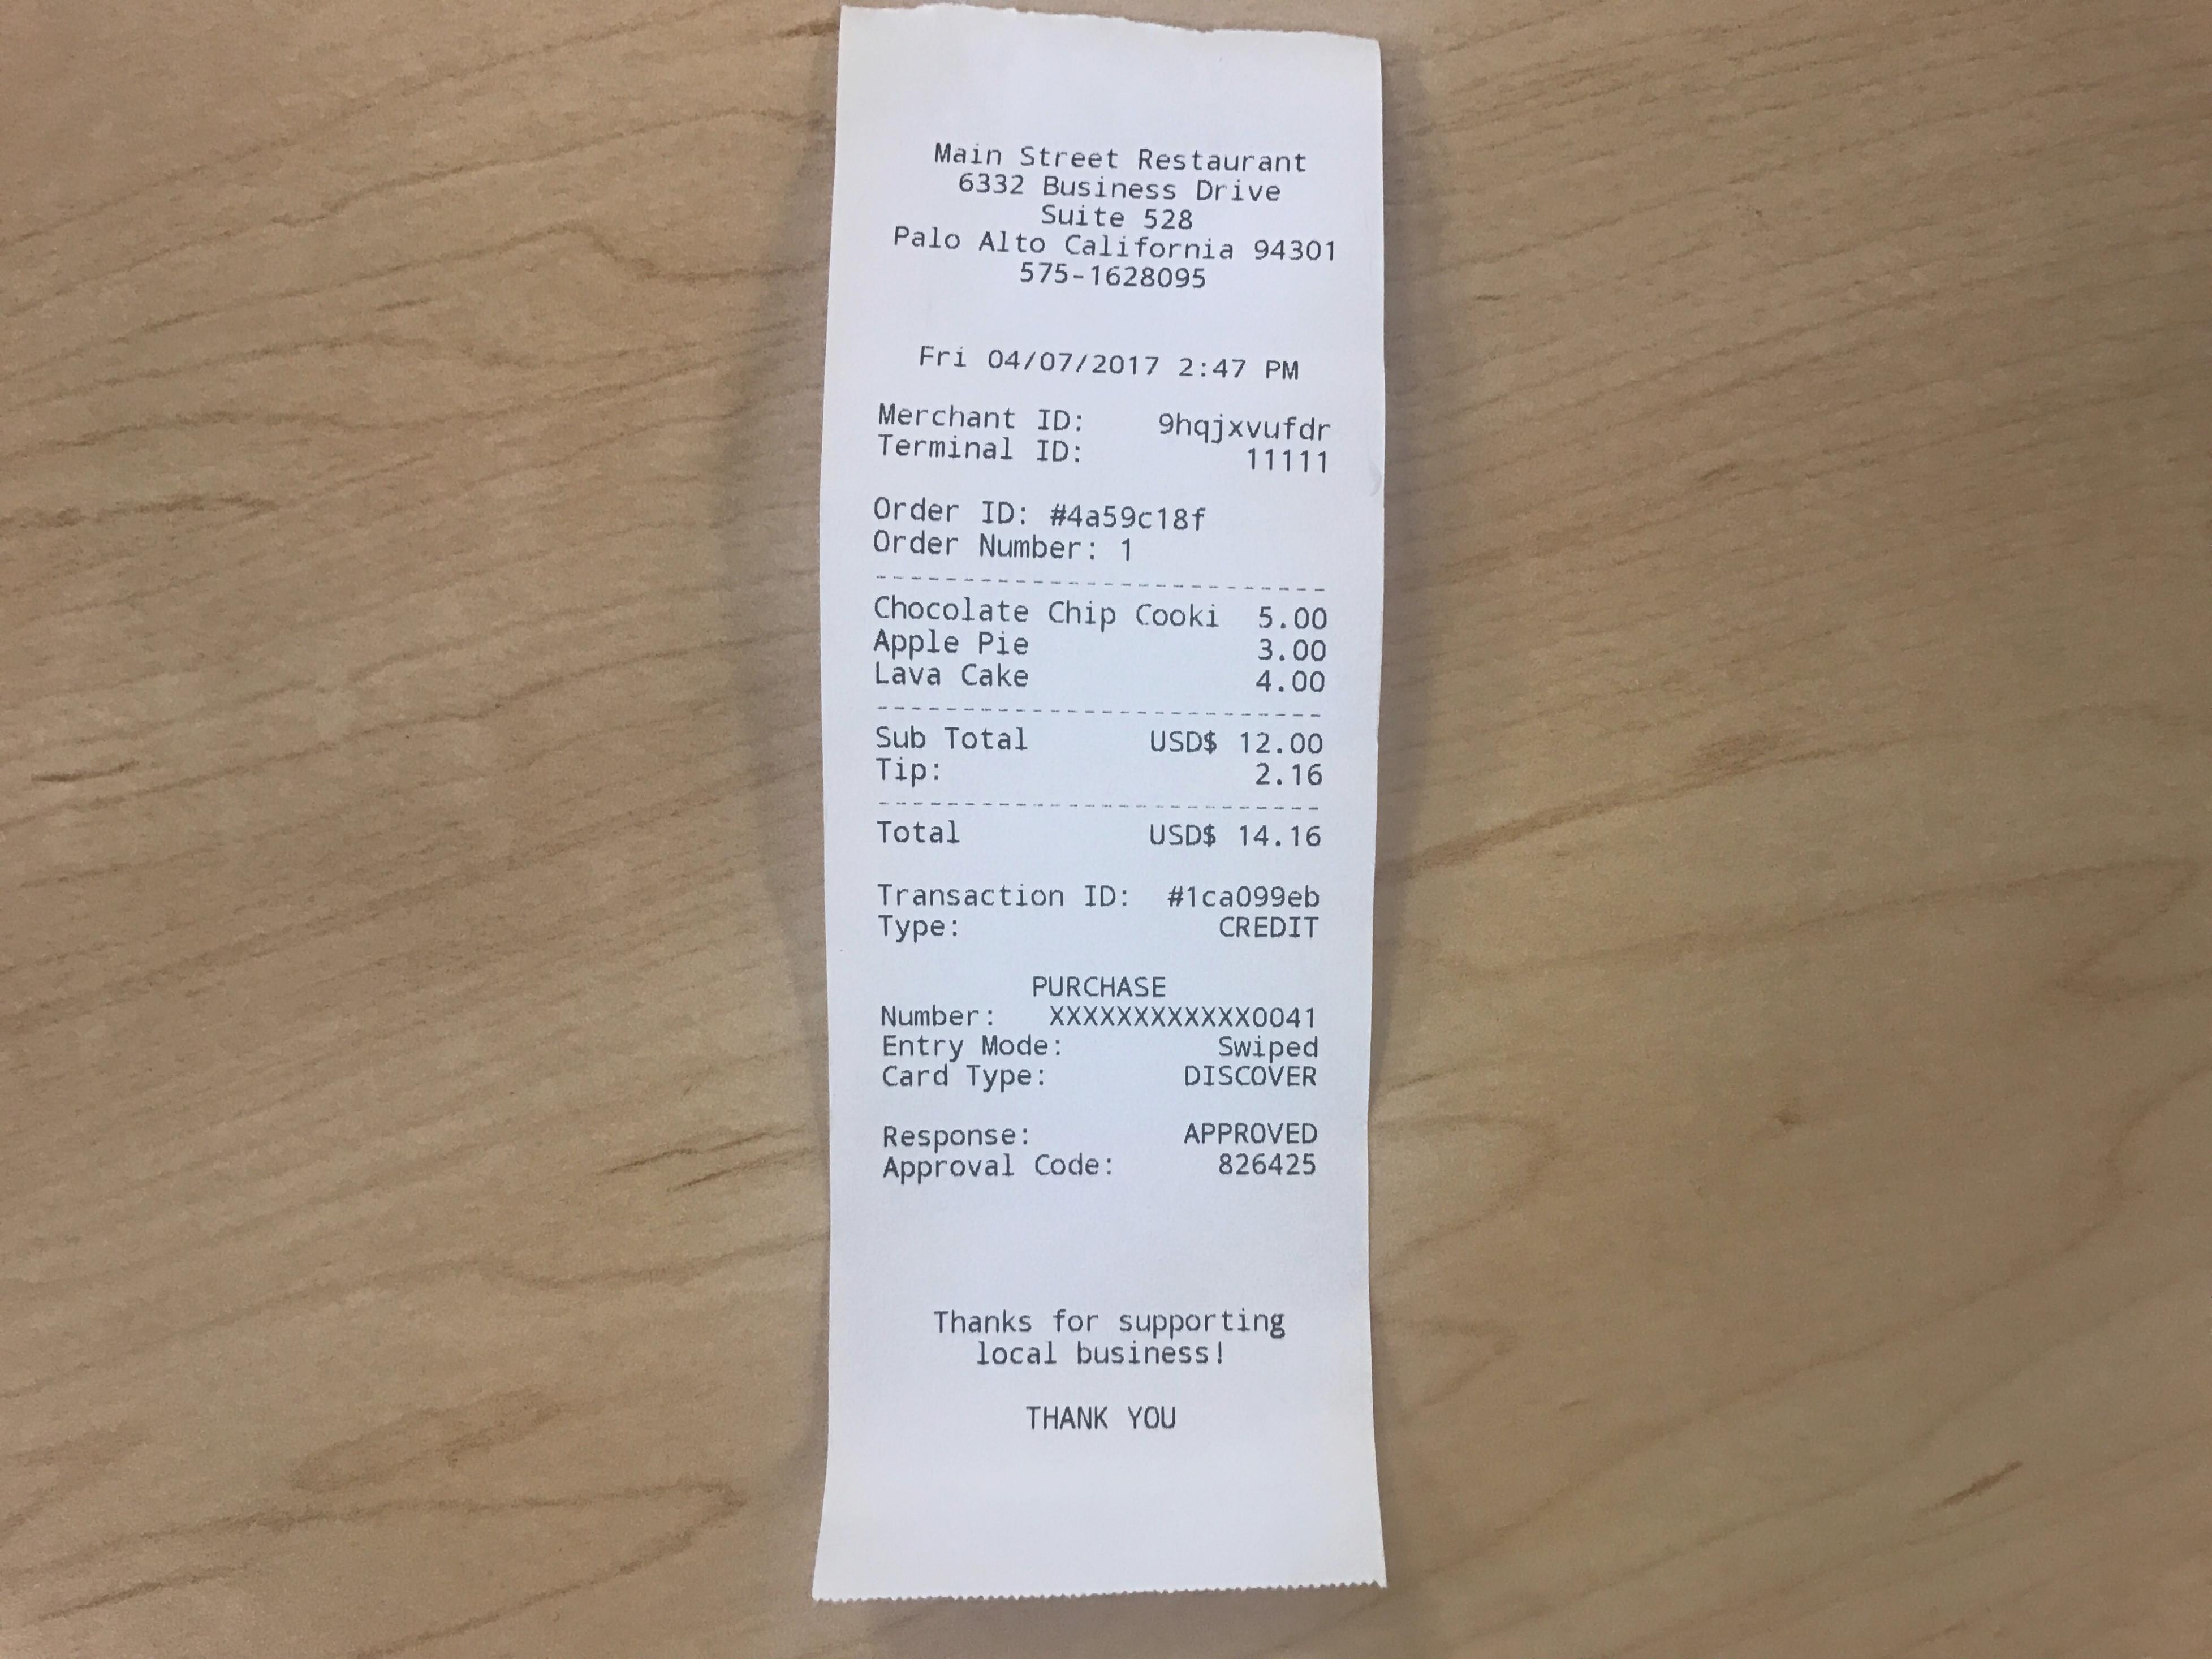 Main Street Restaurant
6332 Business Drive
Suite 528
Palo Alto California 94301
575-1628095
Fri 04/07/2017 2:47 PM
Merchant ID: 9hqjxvufdr
Terminal ID: 11111
Order ID: #4a59c18f
Order Number: 1
Chocolate Chip Cooki 5.00
Apple Pie 3.00
Lava Cake 4.00
Sub Total USD$ 12.00
Tip: 2.16
Total USD$ 14.16
Transaction ID: #1ca099eb
Type: CREDIT
PURCHASE
Number: XXXXXXXXXXXX0041
Entry Mode: Swiped
Card Type: DISCOVER
Response: APPROVED
Approval Code: 826425
Thanks for supporting
local business!
THANK YOU